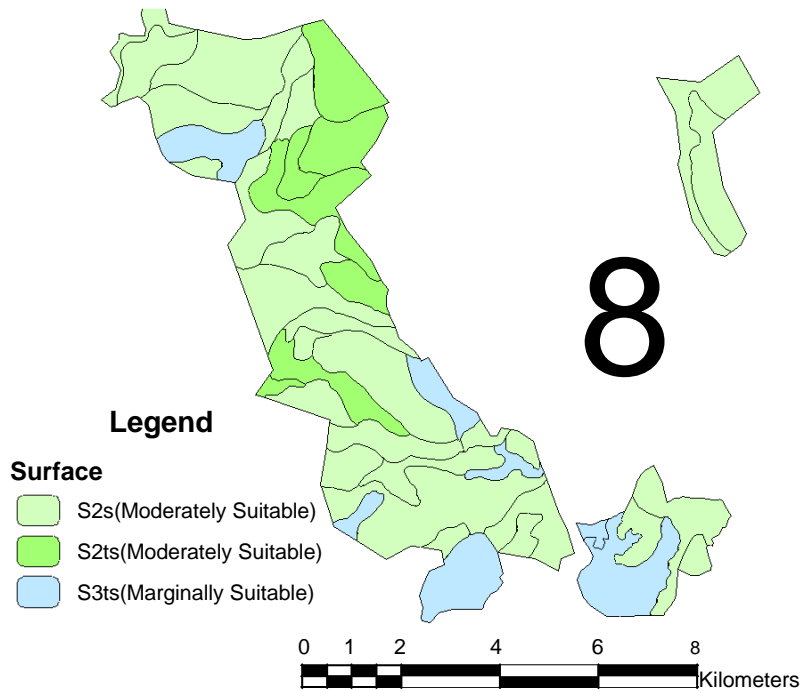 8
Legend
Surface
S2s(Moderately Suitable)
S2ts(Moderately Suitable)
S3ts(Marginally Suitable)
0 1 2 4 6 8
Kilometers